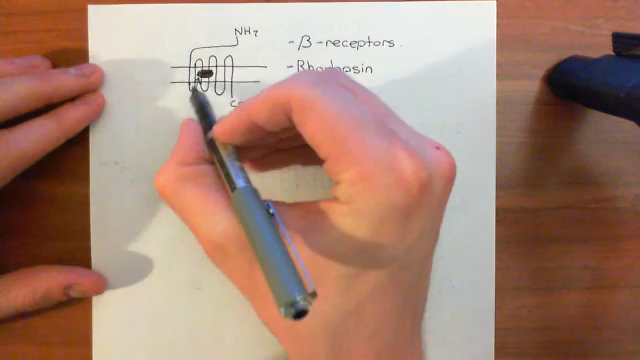 NH₂
- β-receptors.
- Rhodopsin